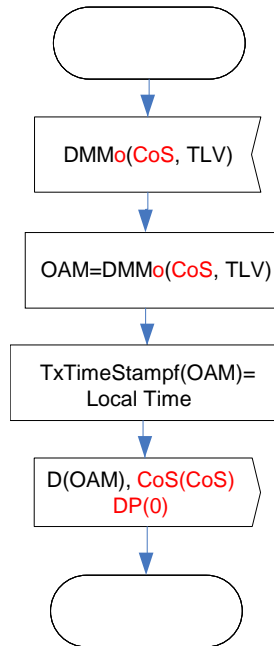 DMMo(CoS, TLV)
OAM=DMMo(CoS, TLV)
TxTimeStampf(OAM)=
Local Time
D(OAM), CoS(CoS)
DP(0)